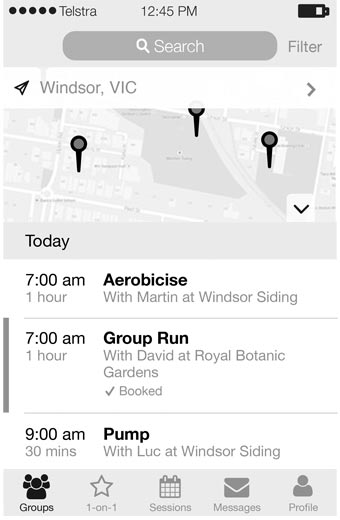 Telstra 12:45 PM
Search Filter
Windsor, VIC
Today
7:00 am Aerobicise
1 hour With Martin at Windsor Siding
7:00 am Group Run
1 hour With David at Royal Botanic
Gardens
Booked
9:00 am Pump
30 mins With Luc at Windsor Siding
Groups 1-on-1 Sessions Messages Profile